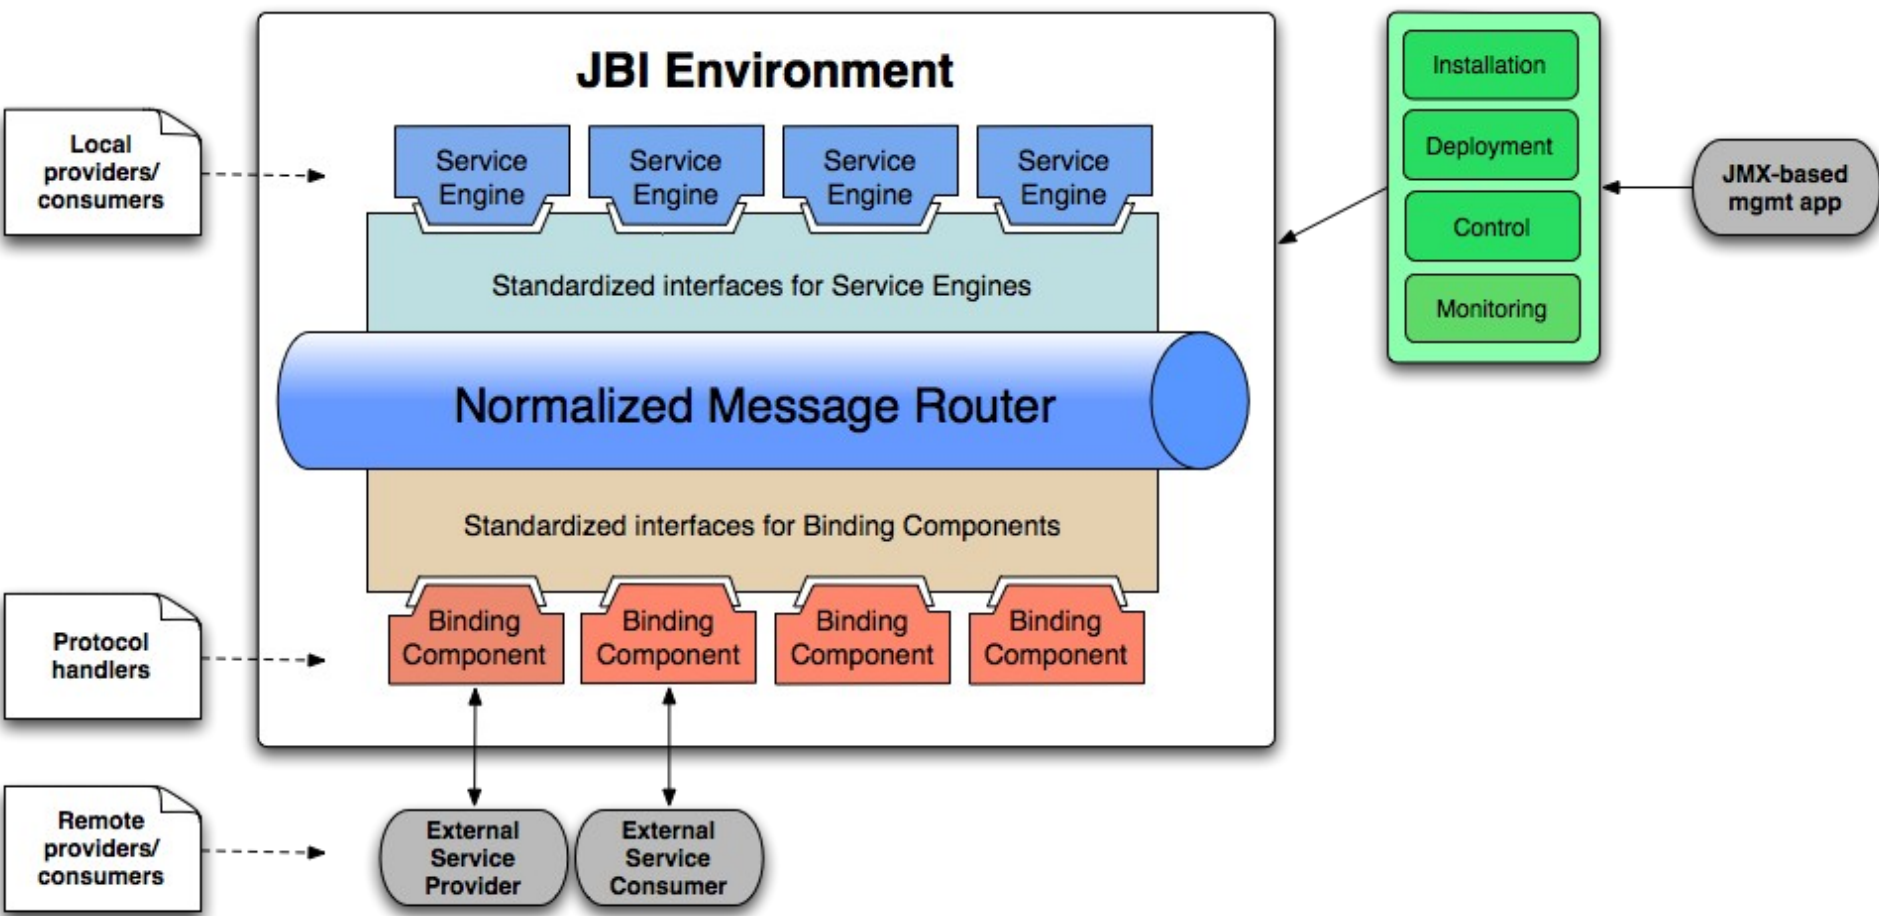 JBI Environment
Installation
Deployment
Control
Monitoring
JMX-based
mgmt app
Local
providers/
consumers
Service
Engine
Service
Engine
Service
Engine
Service
Engine
Standardized interfaces for Service Engines
Normalized Message Router
Standardized interfaces for Binding Components
Protocol
handlers
Binding
Component
Binding
Component
Binding
Component
Binding
Component
Remote
providers/
consumers
External
Service
Provider
External
Service
Consumer